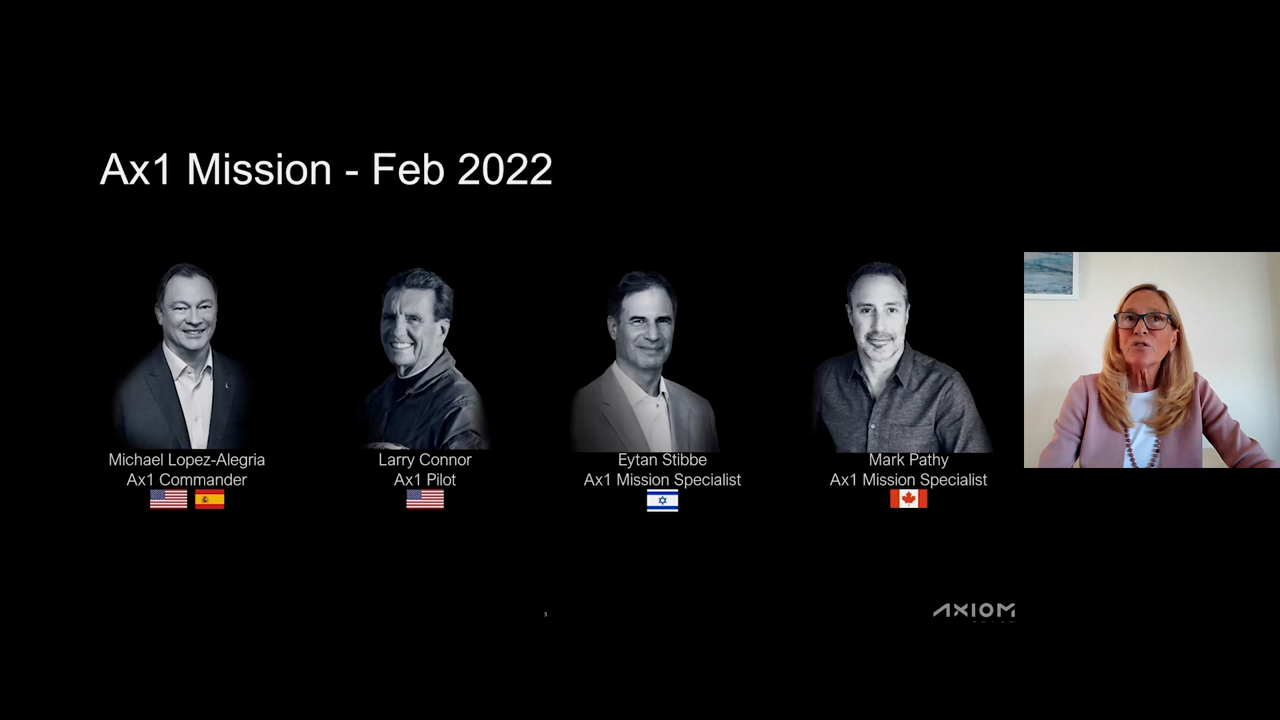 Ax1 Mission - Feb 2022
Michael Lopez-Alegria
Ax1 Commander
Larry Connor
Ax1 Pilot
Eytan Stibbe
Ax1 Mission Specialist
Mark Pathy
Ax1 Mission Specialist
AXIOM